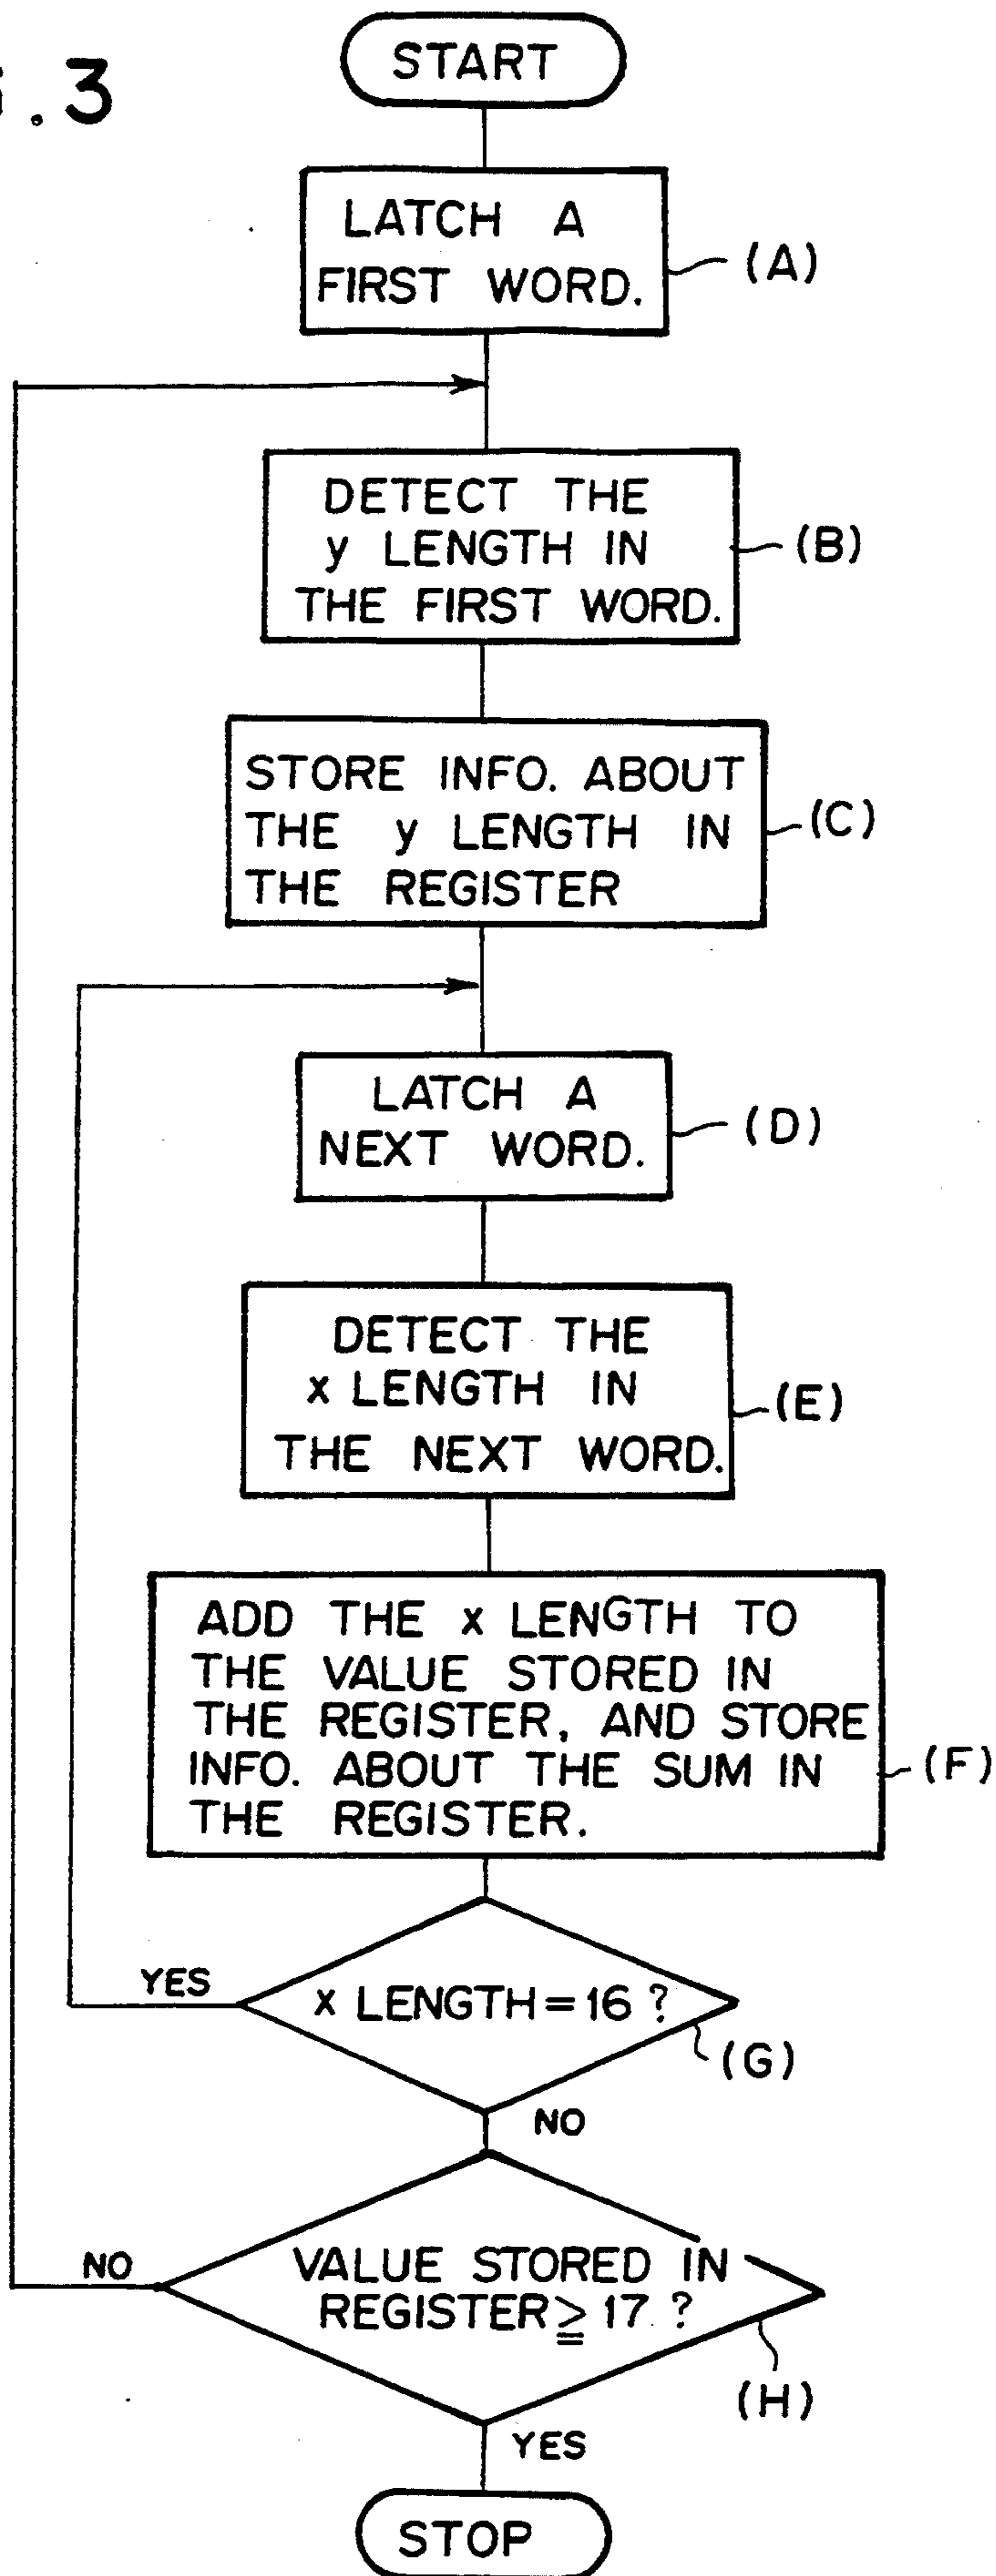 .3
START
LATCH A
FIRST WORD.
(A)
DETECT THE
y LENGTH IN
THE FIRST WORD.
(B)
STORE INFO. ABOUT
THE y LENGTH IN
THE REGISTER
(C)
LATCH A
NEXT WORD.
(D)
DETECT THE
x LENGTH IN
THE NEXT WORD.
(E)
ADD THE x LENGTH TO
THE VALUE STORED IN
THE REGISTER, AND STORE
INFO. ABOUT THE SUM IN
THE REGISTER.
(F)
YES
x LENGTH = 16 ?
(G)
NO
NO
VALUE STORED IN
REGISTER ≧ 17 ?
(H)
YES
STOP